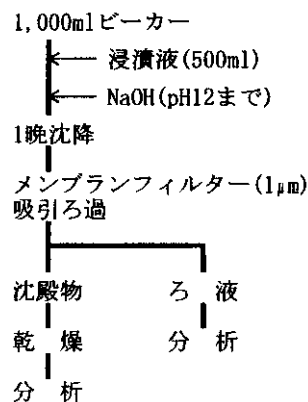 1,000mlビーカー
浸漬液(500ml)
NaOH(pH12まで)
1晩沈降
メンブランフィルター(1μm)
吸引ろ過
沈殿物 ろ 液
乾 燥 分 析
分 析